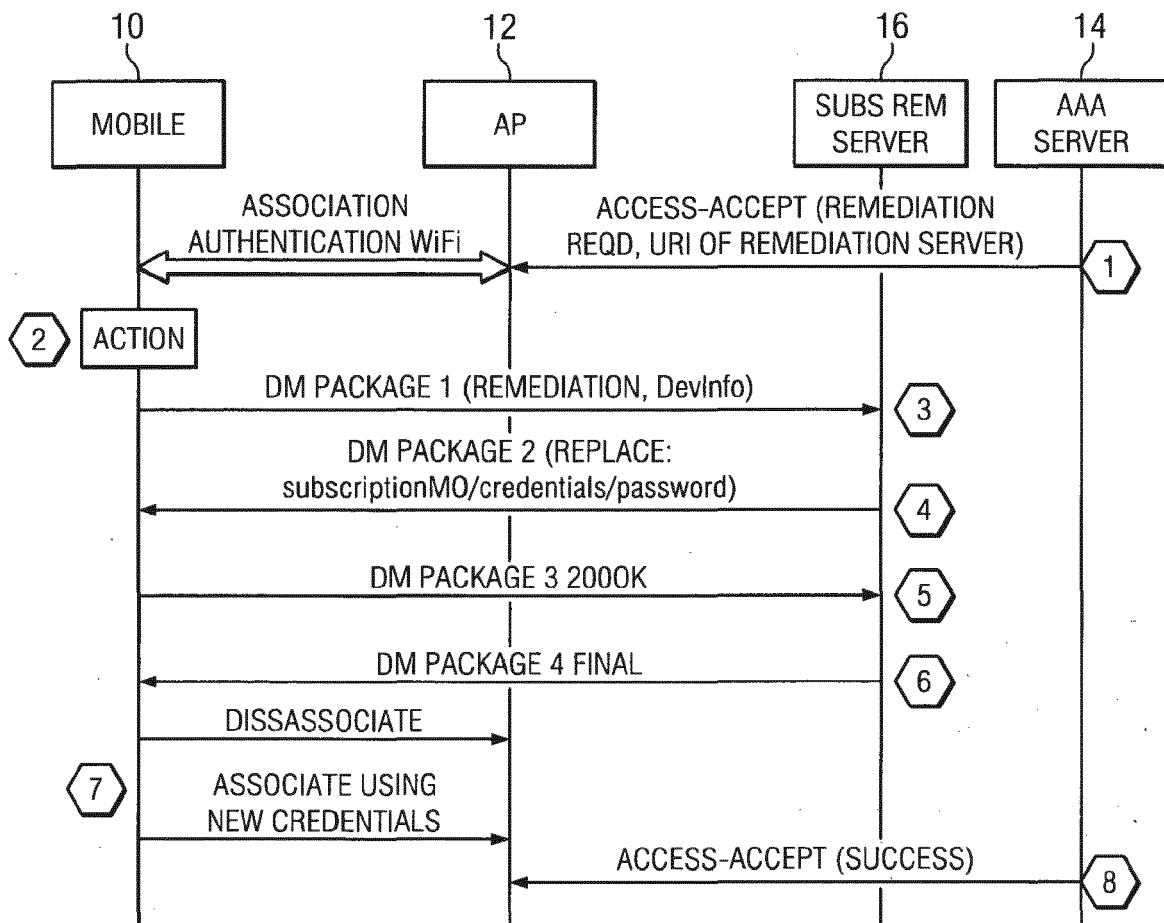 10
12
16
14
MOBILE
AP
SUBS REM
SERVER
AAA
SERVER
ASSOCIATION
AUTHENTICATION WiFi
ACCESS-ACCEPT (REMEDIATION
REQD, URI OF REMEDIATION SERVER)
1
2
ACTION
DM PACKAGE 1 (REMEDIATION, DevInfo)
3
DM PACKAGE 2 (REPLACE:
subscriptionMO/credentials/password)
4
DM PACKAGE 3 200OK
5
DM PACKAGE 4 FINAL
6
DISSASSOCIATE
7
ASSOCIATE USING
NEW CREDENTIALS
ACCESS-ACCEPT (SUCCESS)
8